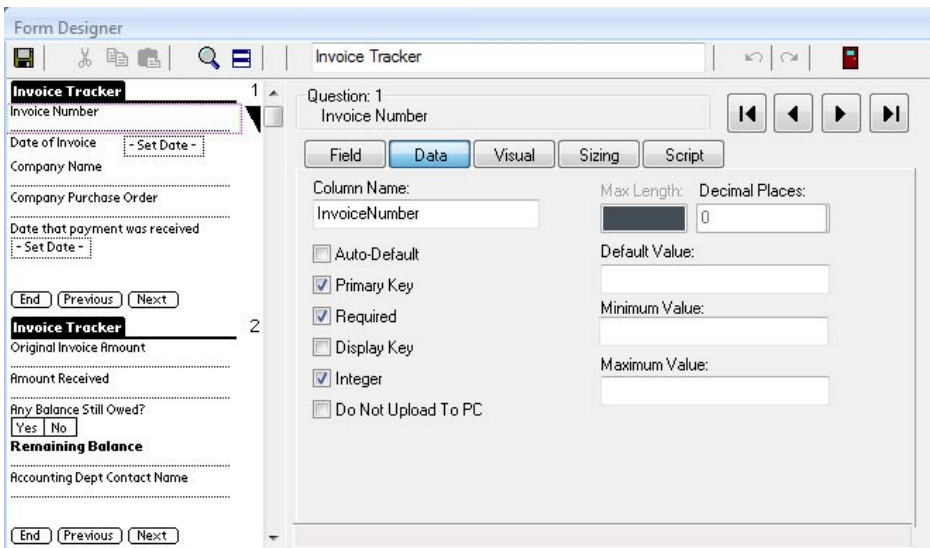 Form Designer
Invoice Tracker
Invoice Tracker 1
Invoice Number
Date of Invoice - Set Date -
Company Name
Company Purchase Order
Date that payment was received
- Set Date -
End Previous Next
Invoice Tracker 2
Original Invoice Amount
Amount Received
Any Balance Still Owed?
Yes No
Remaining Balance
Accounting Dept Contact Name
End Previous Next
Question: 1
Invoice Number
Field Data Visual Sizing Script
Column Name:
InvoiceNumber
Auto-Default
Primary Key
Required
Display Key
Integer
Do Not Upload To PC
Max Length: Decimal Places:
0
Default Value:
Minimum Value:
Maximum Value: